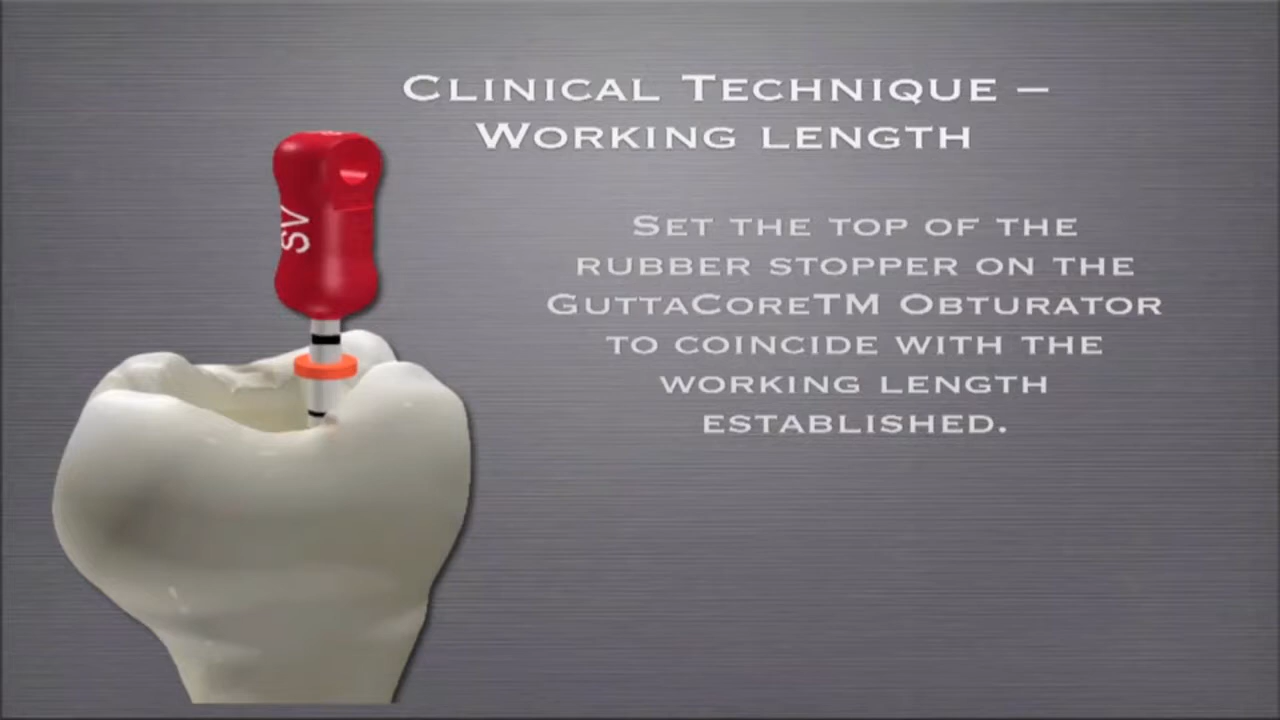 Clinical Technique –
Working length
Set the top of the
rubber stopper on the
GuttaCoreTM Obturator
to coincide with the
working length
established.
SV